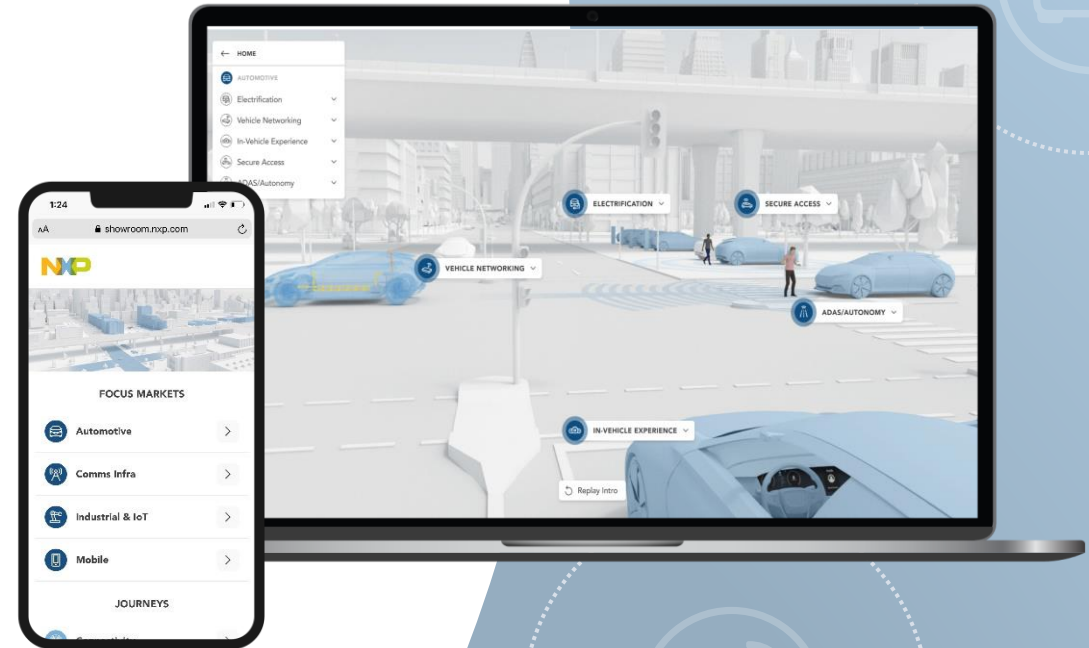 ← HOME
AUTOMOTIVE
Electrification
Vehicle Networking
In-Vehicle Experience
Secure Access
ADAS/Autonomy
ELECTRIFICATION
SECURE ACCESS
VEHICLE NETWORKING
ADAS/AUTONOMY
IN-VEHICLE EXPERIENCE
Replay Intro
1:24
AA showroom.nxp.com
NXP
FOCUS MARKETS
Automotive
Comms Infra
Industrial & IoT
Mobile
JOURNEYS